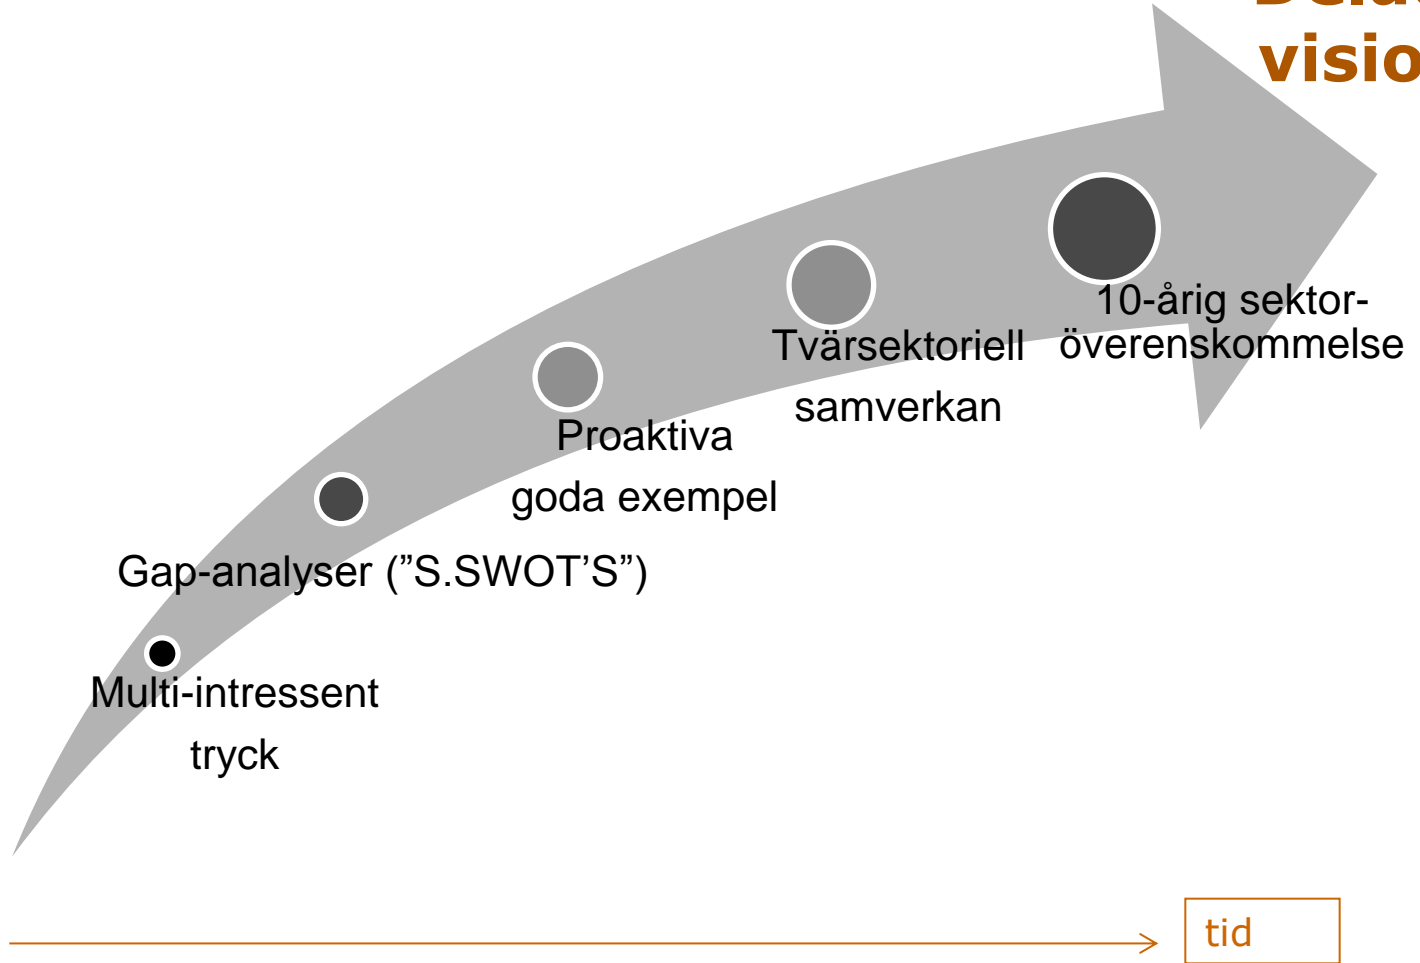 visio
10-årig sektor-
överenskommelse
Tvärsektoriell
samverkan
Proaktiva
goda exempel
Gap-analyser (”S.SWOT’S”)
Multi-intressent
tryck
tid